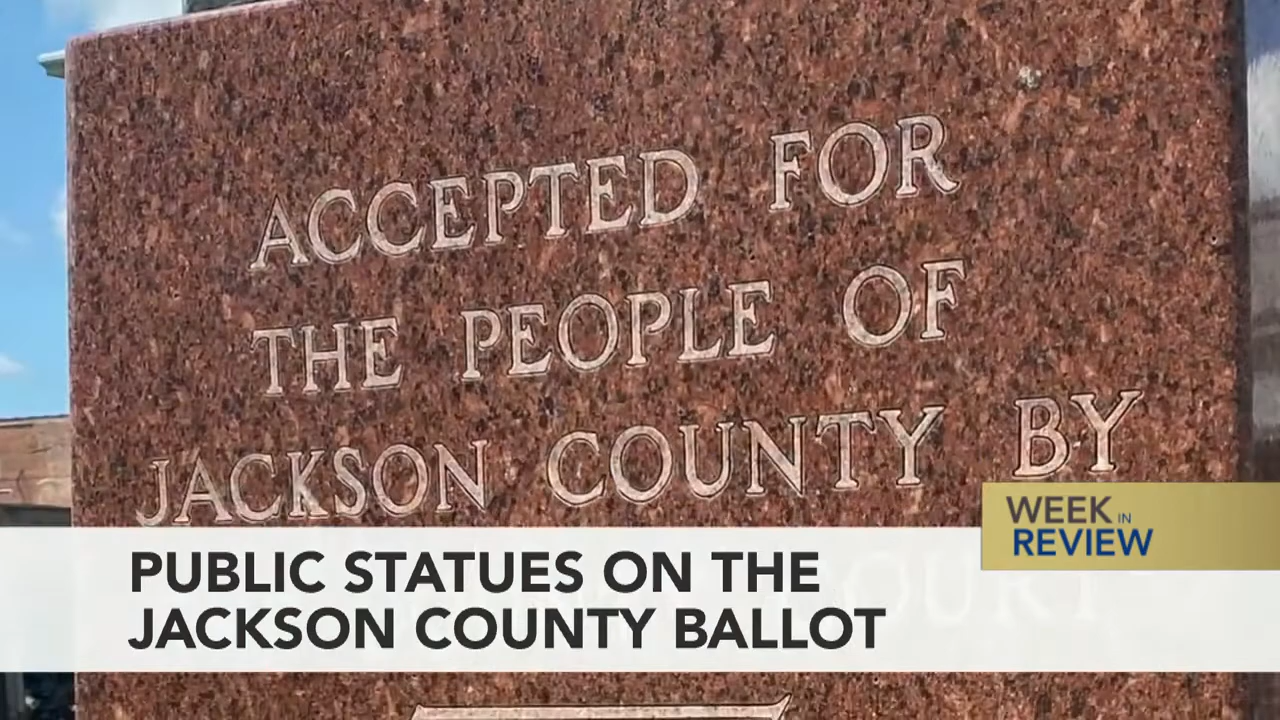 ACCEPTED FOR
THE PEOPLE OF
JACKSON COUNTY BY
WEEK IN
REVIEW
PUBLIC STATUES ON THE
JACKSON COUNTY BALLOT